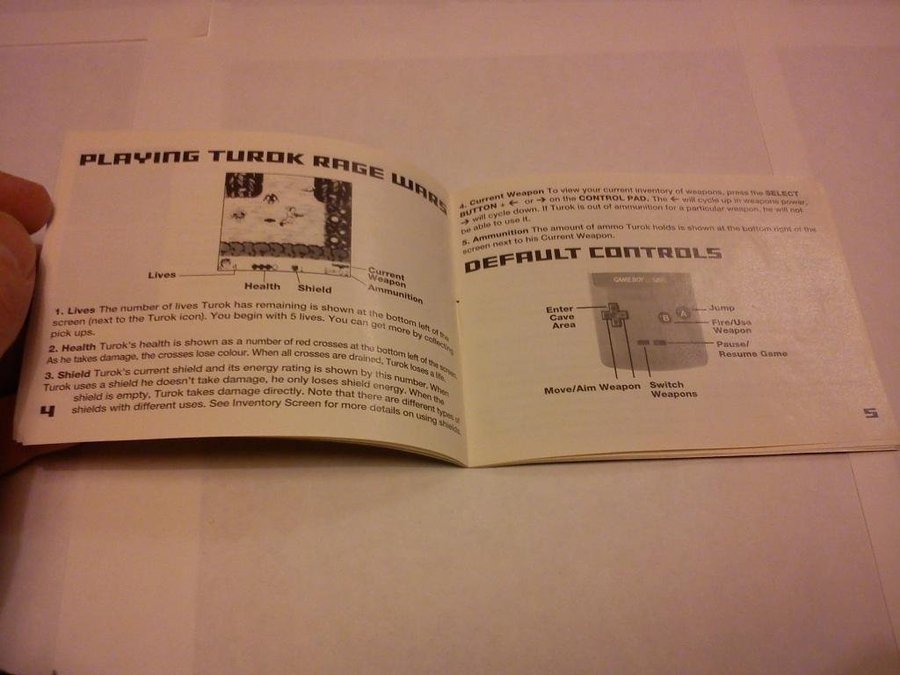 PLAYING TUROK RAGE WARS
Lives
Health
Shield
Current
Weapon
Ammunition
1. Lives The number of lives Turok has remaining is shown at the bottom left of the
screen (next to the Turok icon). You begin with 5 lives. You can get more by collecting
pick ups.
2. Health Turok's health is shown as a number of red crosses at the bottom left of the screen.
As he takes damage, the crosses lose colour. When all crosses are drained, Turok loses a life.
3. Shield Turok's current shield and its energy rating is shown by this number. When
Turok uses a shield he doesn't take damage, he only loses shield energy. When the
shield is empty, Turok takes damage directly. Note that there are different types of
shields with different uses. See Inventory Screen for more details on using shields.
4
4. Current Weapon To view your current inventory of weapons, press the SELECT
BUTTON + ← or → on the CONTROL PAD. The ← will cycle up in weapons power,
→ will cycle down. If Turok is out of ammunition for a particular weapon, he will not
be able to use it.
5. Ammunition The amount of ammo Turok holds is shown at the bottom right of the
screen next to his Current Weapon.
DEFAULT CONTROLS
GAME BOY
Enter
Cave
Area
B
A
Jump
Fire/Use
Weapon
Pause/
Resume Game
Move/Aim Weapon
Switch
Weapons
5